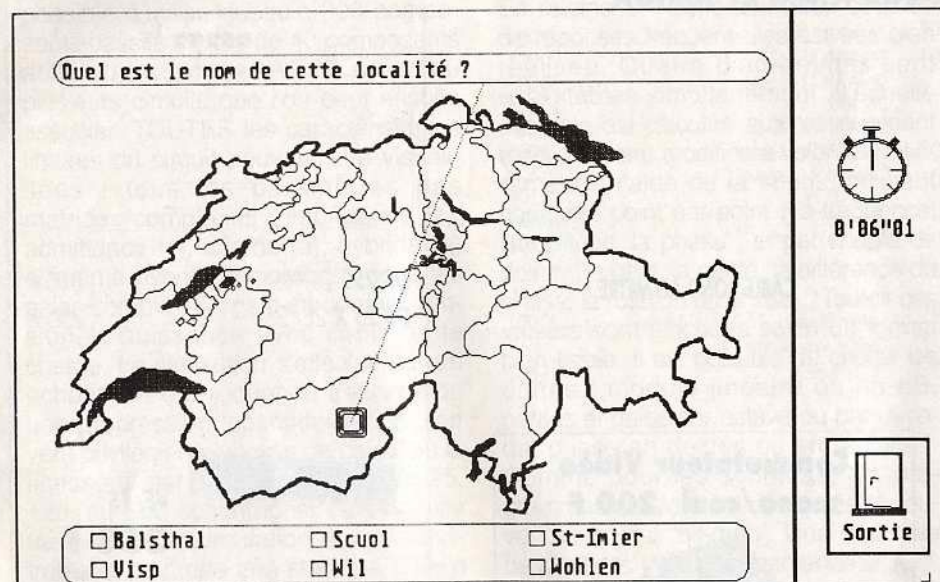 Quel est le nom de cette localité ?
0'06"01
?
□ Balsthal □ Scuol □ St-Imier
□ Visp □ Wil □ Wohlen
Sortie